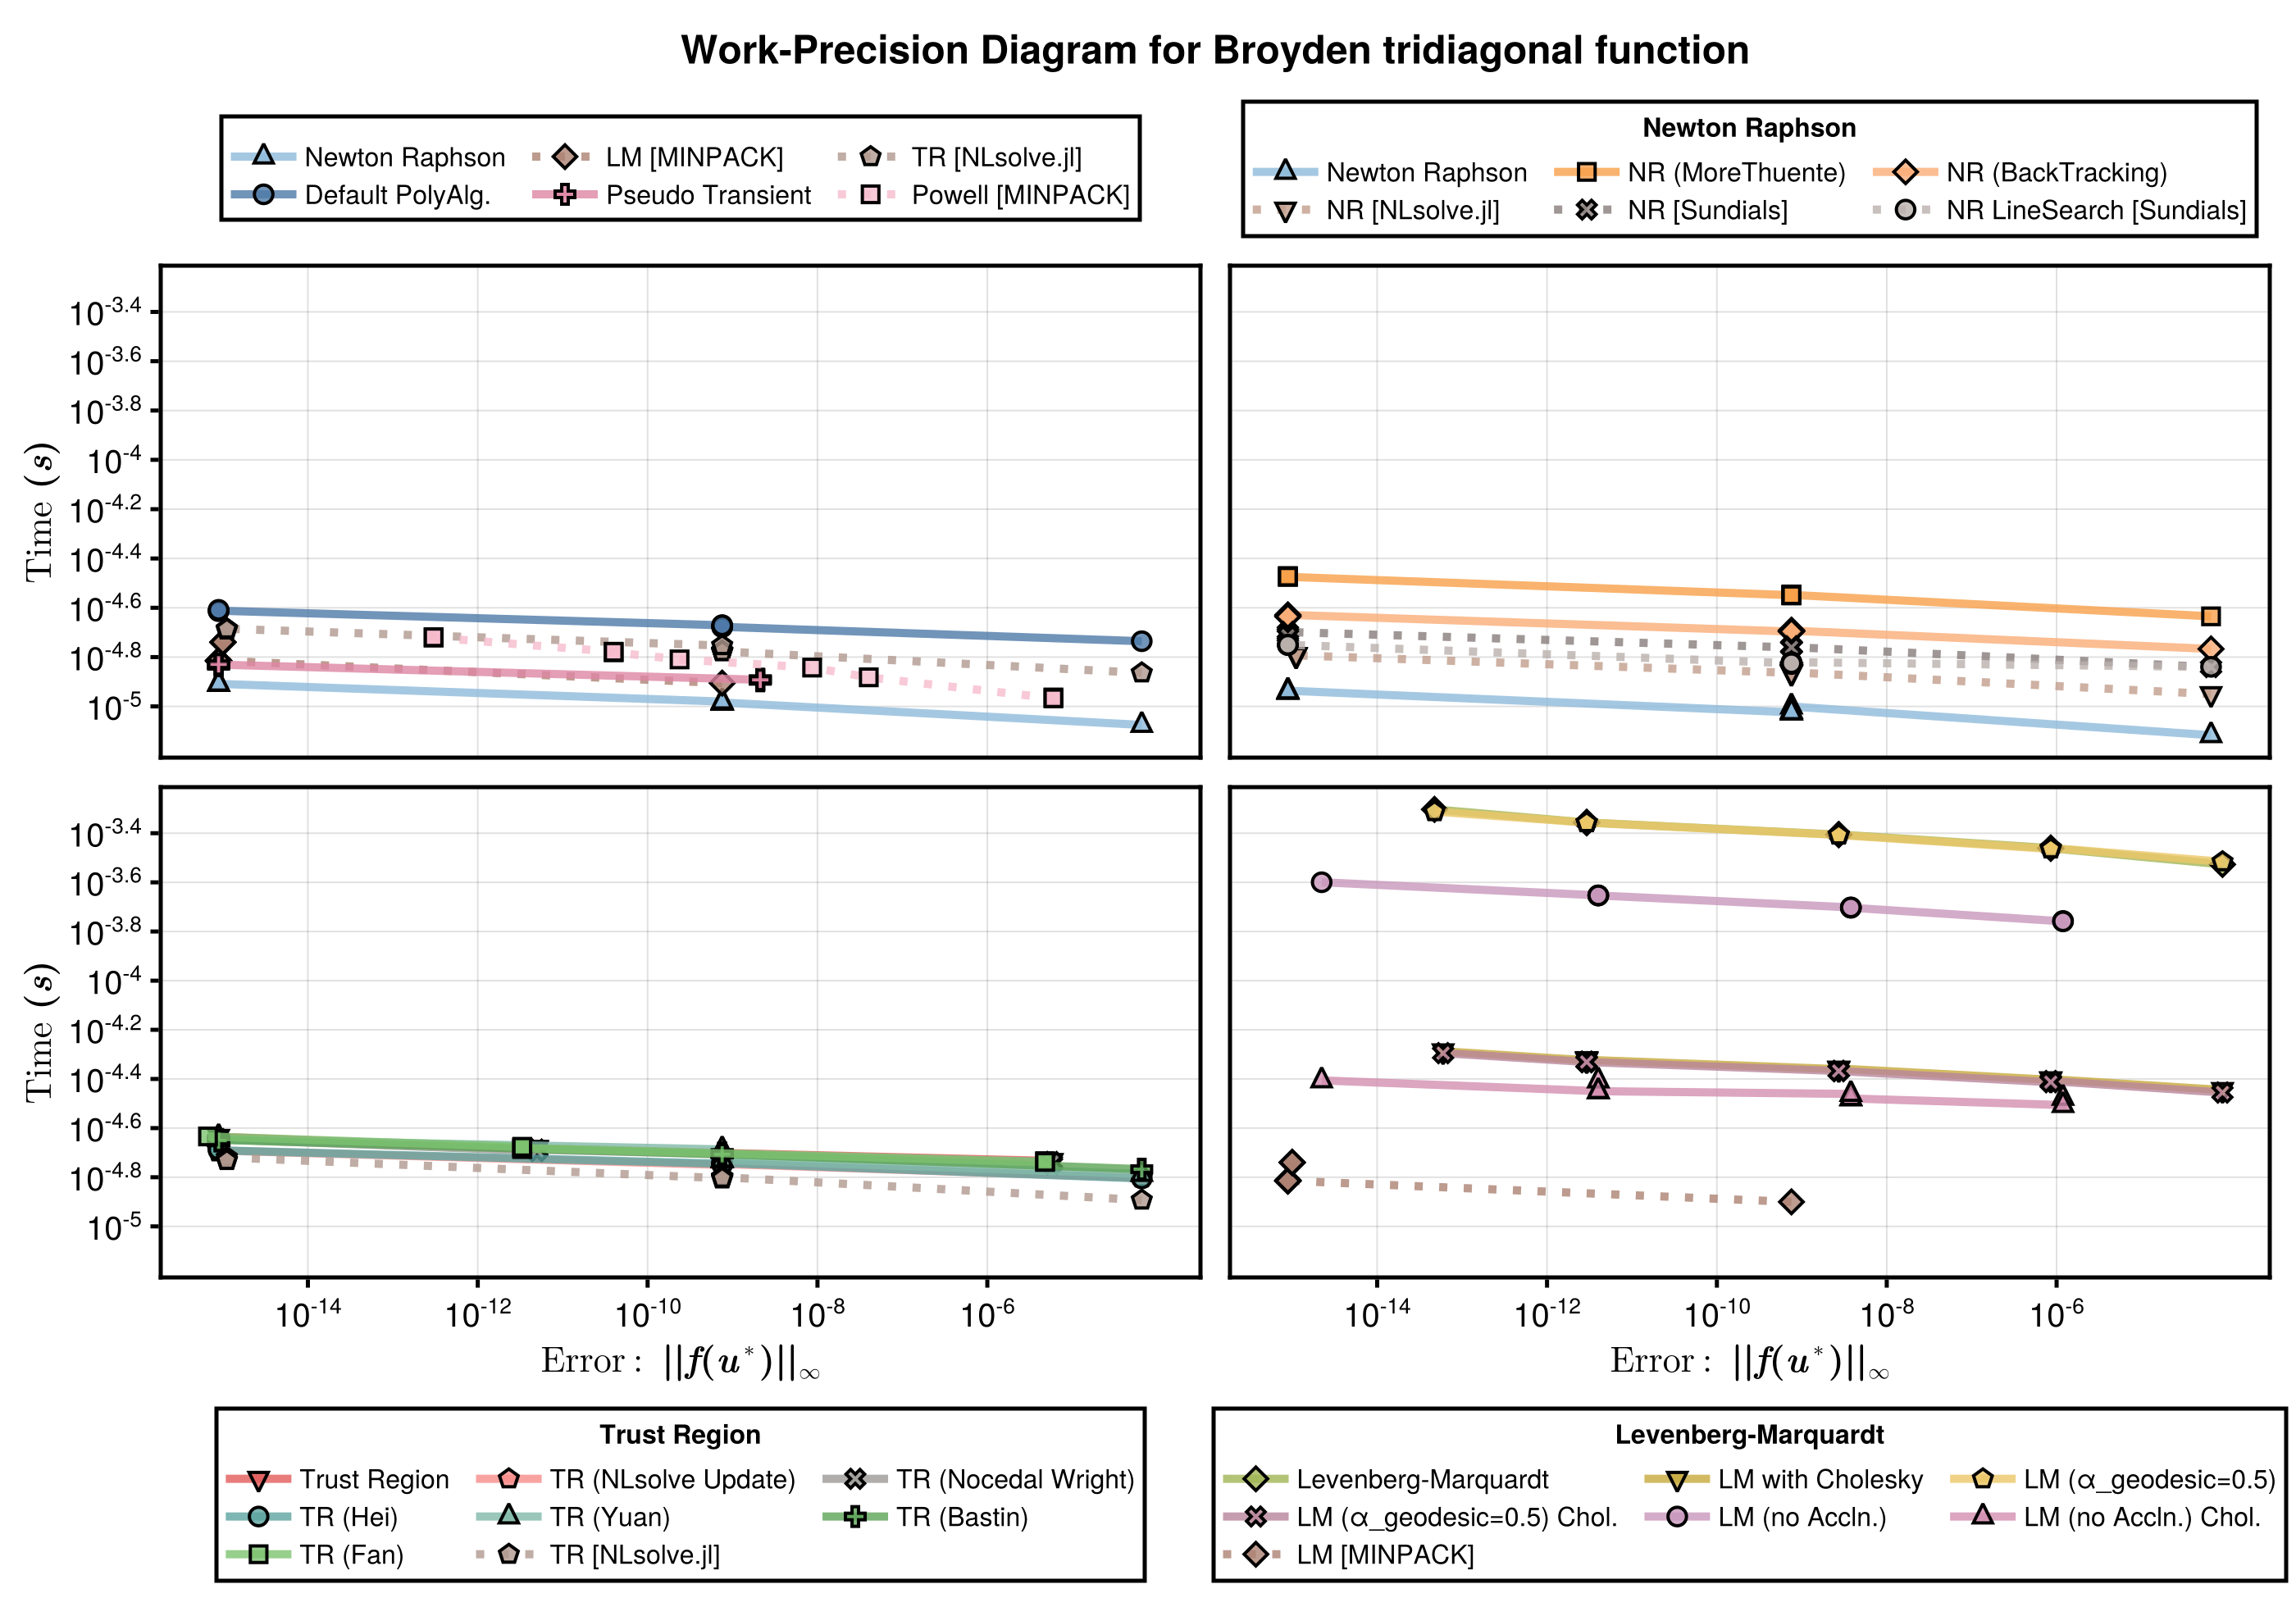 Work-Precision Diagram for Broyden tridiagonal function
Newton Raphson LM [MINPACK] TR [NLsolve.jl]
Default PolyAlg. Pseudo Transient Powell [MINPACK]
Newton Raphson
Newton Raphson NR (MoreThuente) NR (BackTracking)
NR [NLsolve.jl] NR [Sundials] NR LineSearch [Sundials]
Time (s)
10^-3.4
10^-3.6
10^-3.8
10^-4
10^-4.2
10^-4.4
10^-4.6
10^-4.8
10^-5
Time (s)
10^-3.4
10^-3.6
10^-3.8
10^-4
10^-4.2
10^-4.4
10^-4.6
10^-4.8
10^-5
10^-14 10^-12 10^-10 10^-8 10^-6
Error: ||f(u*)||∞
10^-14 10^-12 10^-10 10^-8 10^-6
Error: ||f(u*)||∞
Trust Region
Trust Region TR (NLsolve Update) TR (Nocedal Wright)
TR (Hei) TR (Yuan) TR (Bastin)
TR (Fan) TR [NLsolve.jl]
Levenberg-Marquardt
Levenberg-Marquardt LM with Cholesky LM (α_geodesic=0.5)
LM (α_geodesic=0.5) Chol. LM (no Accln.) LM (no Accln.) Chol.
LM [MINPACK]